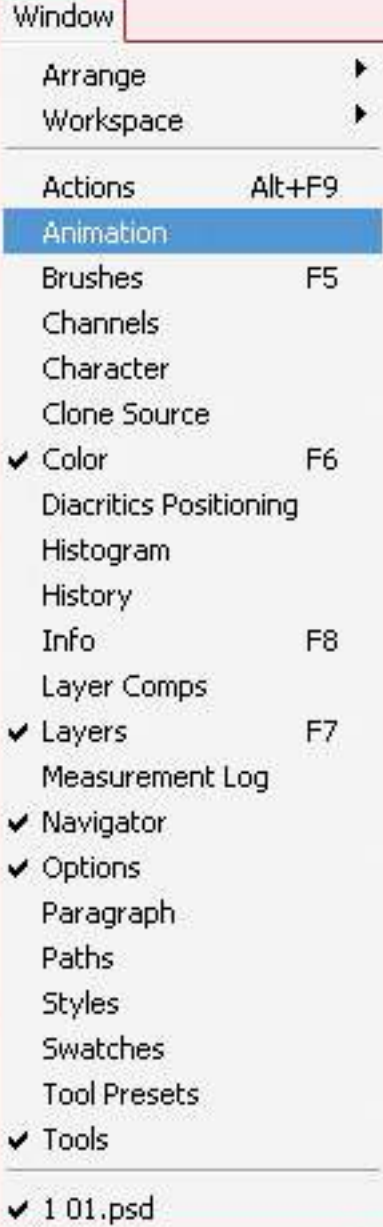 Window
Arrange
Workspace
Actions Alt+F9
Animation
Brushes F5
Channels
Character
Clone Source
Color F6
Diacritics Positioning
Histogram
History
Info F8
Layer Comps
Layers F7
Measurement Log
Navigator
Options
Paragraph
Paths
Styles
Swatches
Tool Presets
Tools
1 01.psd